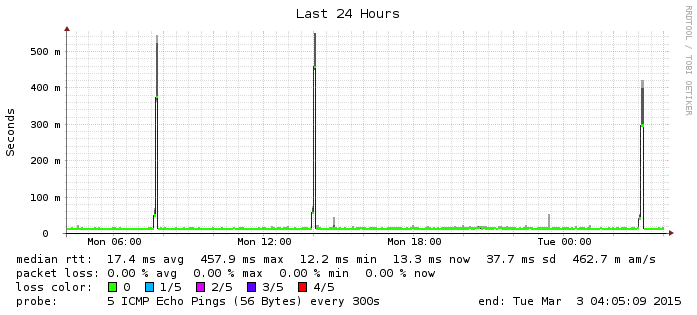 Last 24 Hours
RRDTOOL / TOBI OETIKER
Seconds
500 m
400 m
300 m
200 m
100 m
0
Mon 06:00 Mon 12:00 Mon 18:00 Tue 00:00
median rtt: 17.4 ms avg 457.9 ms max 12.2 ms min 13.3 ms now 37.7 ms sd 462.7 m am/s
packet loss: 0.00 % avg 0.00 % max 0.00 % min 0.00 % now
loss color: 0 1/5 2/5 3/5 4/5
probe: 5 ICMP Echo Pings (56 Bytes) every 300s end: Tue Mar 3 04:05:09 2015